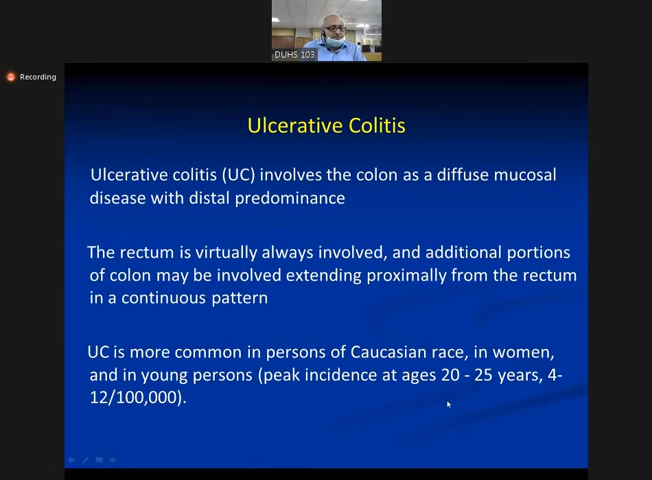 DUHS 103
Recording
Ulcerative Colitis
Ulcerative colitis (UC) involves the colon as a diffuse mucosal
disease with distal predominance
The rectum is virtually always involved, and additional portions
of colon may be involved extending proximally from the rectum
in a continuous pattern
UC is more common in persons of Caucasian race, in women,
and in young persons (peak incidence at ages 20 - 25 years, 4-
12/100,000).